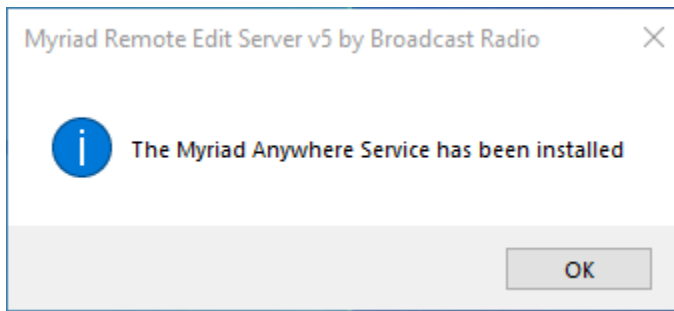 Myriad Remote Edit Server v5 by Broadcast Radio
The Myriad Anywhere Service has been installed
OK